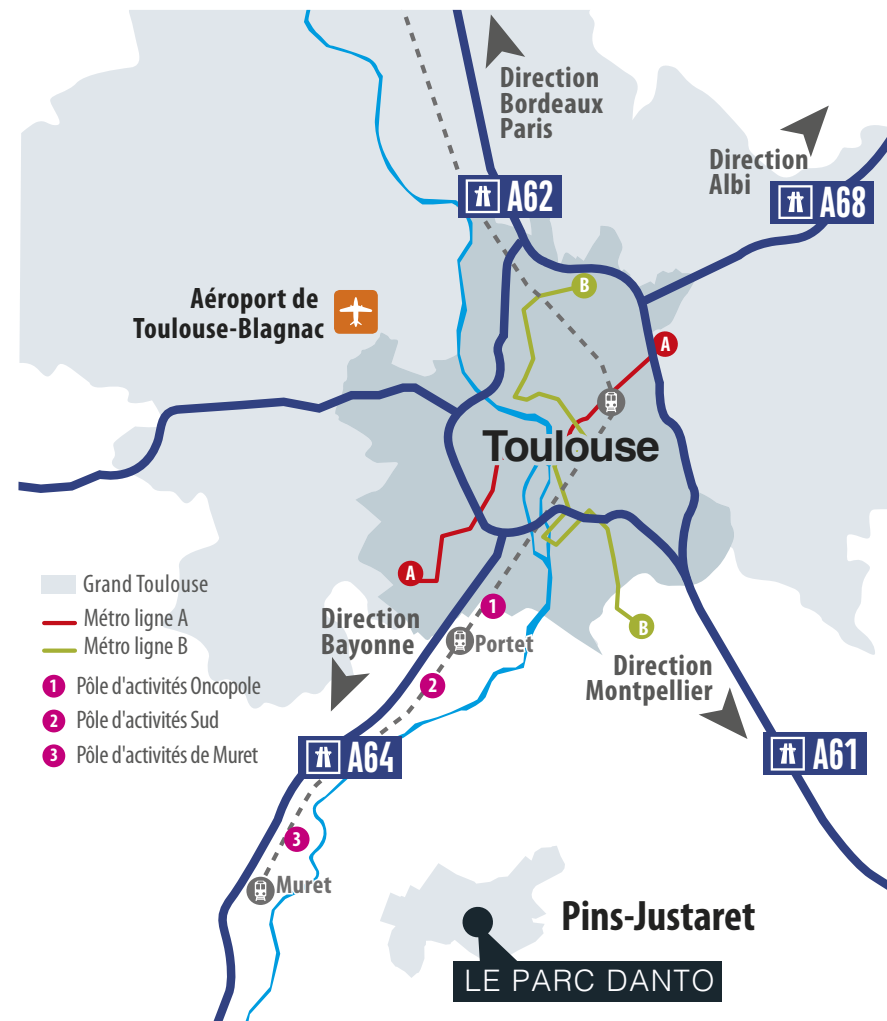 Direction
Bordeaux
Paris
Direction
Albi
A62
A68
Aéroport de
Toulouse-Blagnac
B
A
Toulouse
A
Grand Toulouse
Métro ligne A
Métro ligne B
1 Pôle d'activités Oncopole
2 Pôle d'activités Sud
3 Pôle d'activités de Muret
1
Direction
Bayonne
Portet
B
2
Direction
Montpellier
A64
A61
3
Muret
Pins-Justaret
LE PARC DANTO